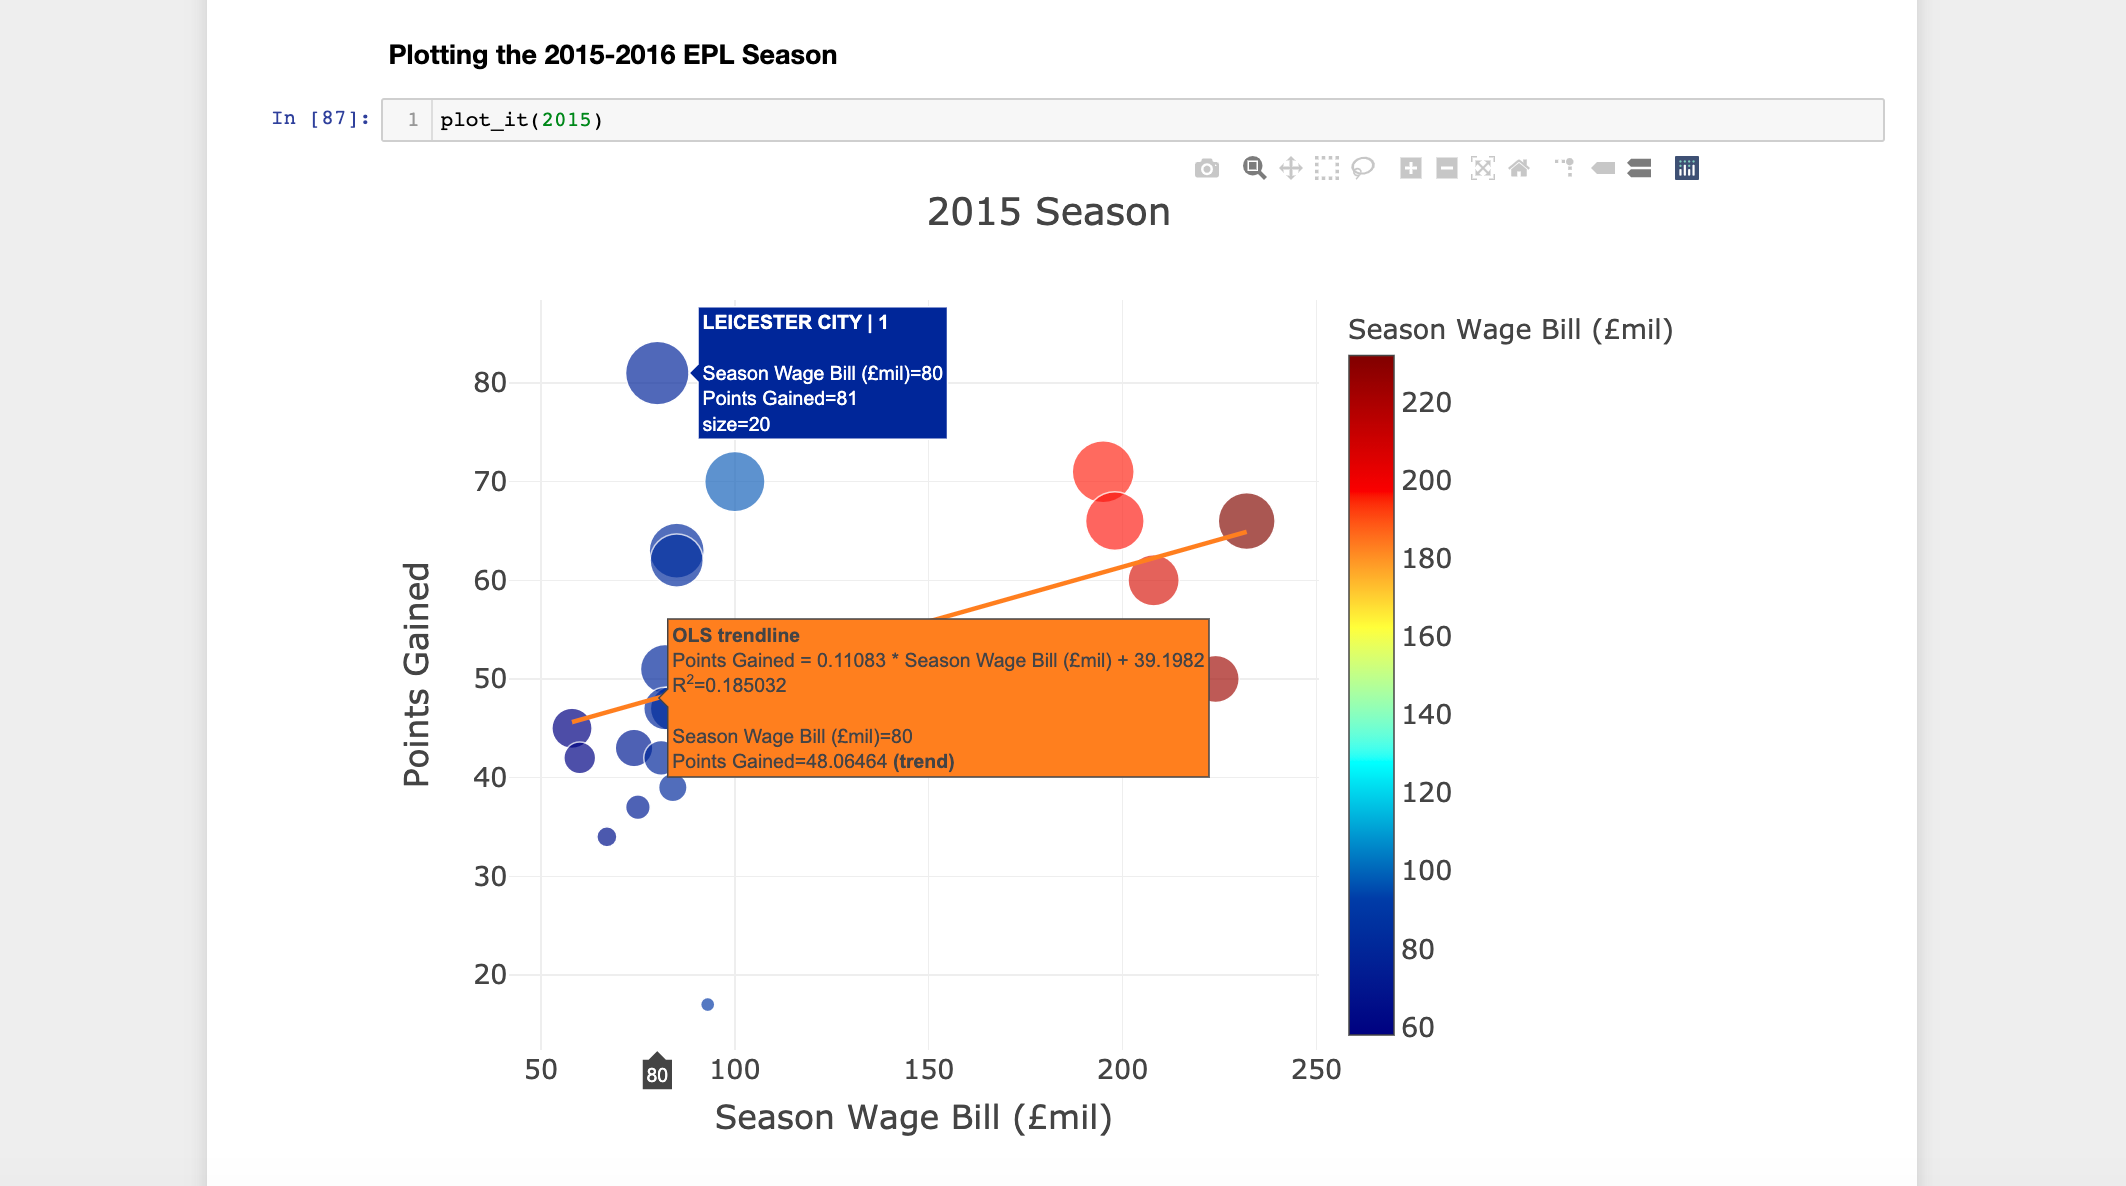 Plotting the 2015-2016 EPL Season
In [87]:
1 plot_it(2015)
2015 Season
LEICESTER CITY | 1
Season Wage Bill (£mil)=80
Points Gained=81
size=20
OLS trendline
Points Gained = 0.11083 * Season Wage Bill (£mil) + 39.1982
R²=0.185032
Season Wage Bill (£mil)=80
Points Gained=48.06464 (trend)
Points Gained
80
70
60
50
40
30
20
50
80
100
150
200
250
Season Wage Bill (£mil)
Season Wage Bill (£mil)
220
200
180
160
140
120
100
80
60